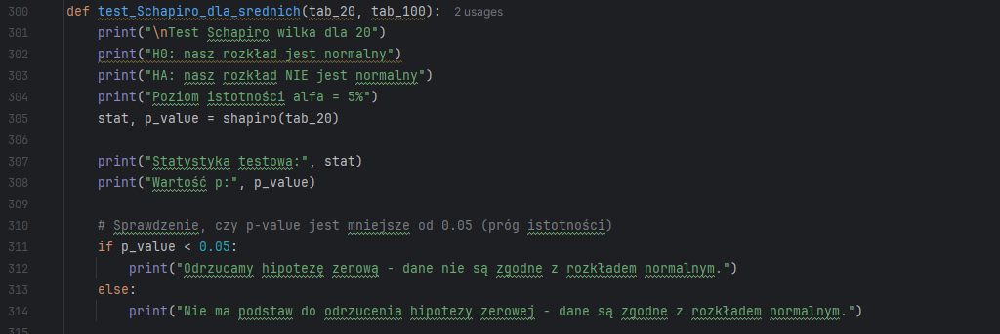 300 def test_Schapiro_dla_srednich(tab_20, tab_100): 2 usages
301 print("\nTest Schapiro wilka dla 20")
302 print("H0: nasz rozkład jest normalny")
303 print("HA: nasz rozkład NIE jest normalny")
304 print("Poziom istotności alfa = 5%")
305 stat, p_value = shapiro(tab_20)
306
307 print("Statystyka testowa:", stat)
308 print("Wartość p:", p_value)
309
310 # Sprawdzenie, czy p-value jest mniejsze od 0.05 (próg istotności)
311 if p_value < 0.05:
312 print("Odrzucamy hipotezę zerową - dane nie są zgodne z rozkładem normalnym.")
313 else:
314 print("Nie ma podstaw do odrzucenia hipotezy zerowej - dane są zgodne z rozkładem normalnym.")
315